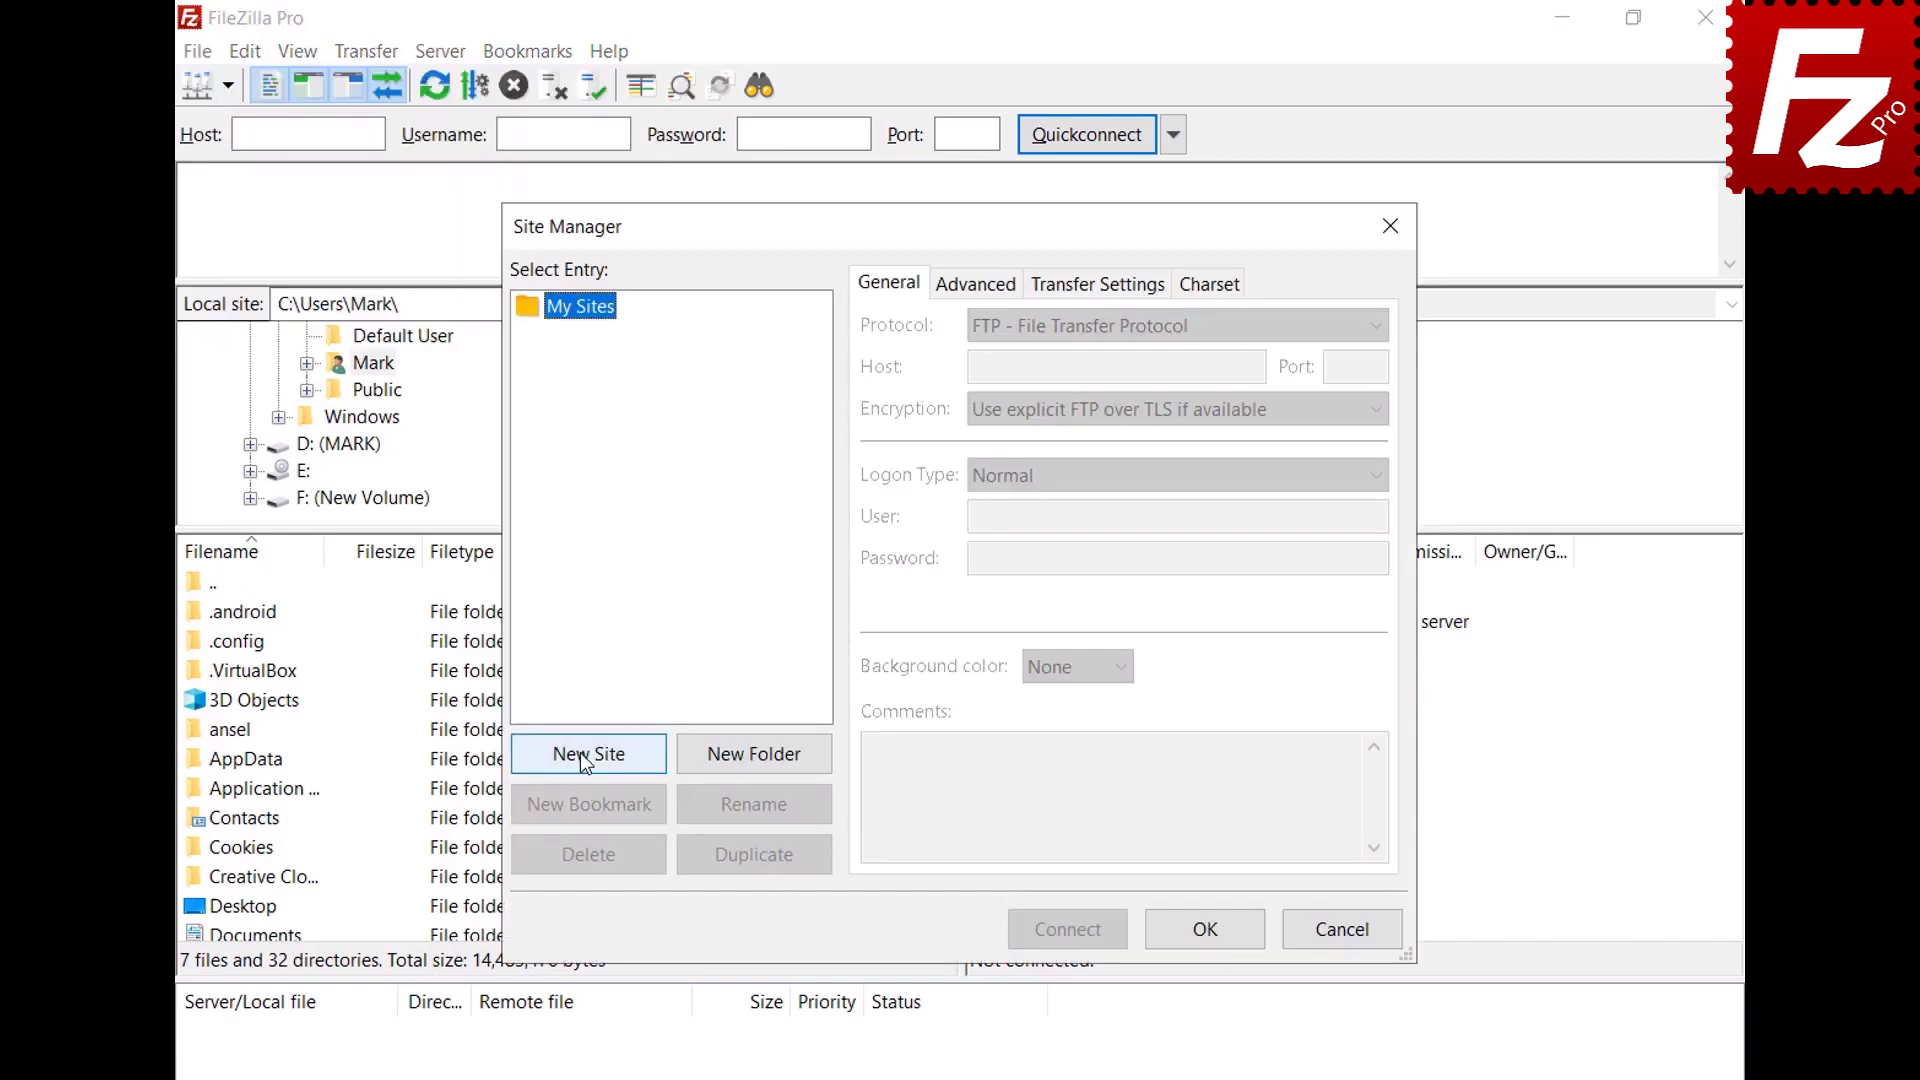 FileZilla Pro
File Edit View Transfer Server Bookmarks Help
Host: Username: Password: Port: Quickconnect
Fz Pro
Site Manager
Select Entry:
My Sites
New Site New Folder
New Bookmark Rename
Delete Duplicate
General Advanced Transfer Settings Charset
Protocol: FTP - File Transfer Protocol
Host: Port:
Encryption: Use explicit FTP over TLS if available
Logon Type: Normal
User:
Password:
Background color: None
Comments:
Connect OK Cancel
Local site: C:\Users\Mark\
Default User
Mark
Public
Windows
D: (MARK)
E:
F: (New Volume)
Filename Filesize Filetype
..
.android File folde
.config File folde
.VirtualBox File folde
3D Objects File folde
ansel File folde
AppData File folde
Application ... File folde
Contacts File folde
Cookies File folde
Creative Clo... File folde
Desktop File folde
Documents File folde
7 files and 32 directories. Total size: bytes
missi... Owner/G...
server
Not connected.
Server/Local file Direc... Remote file Size Priority Status